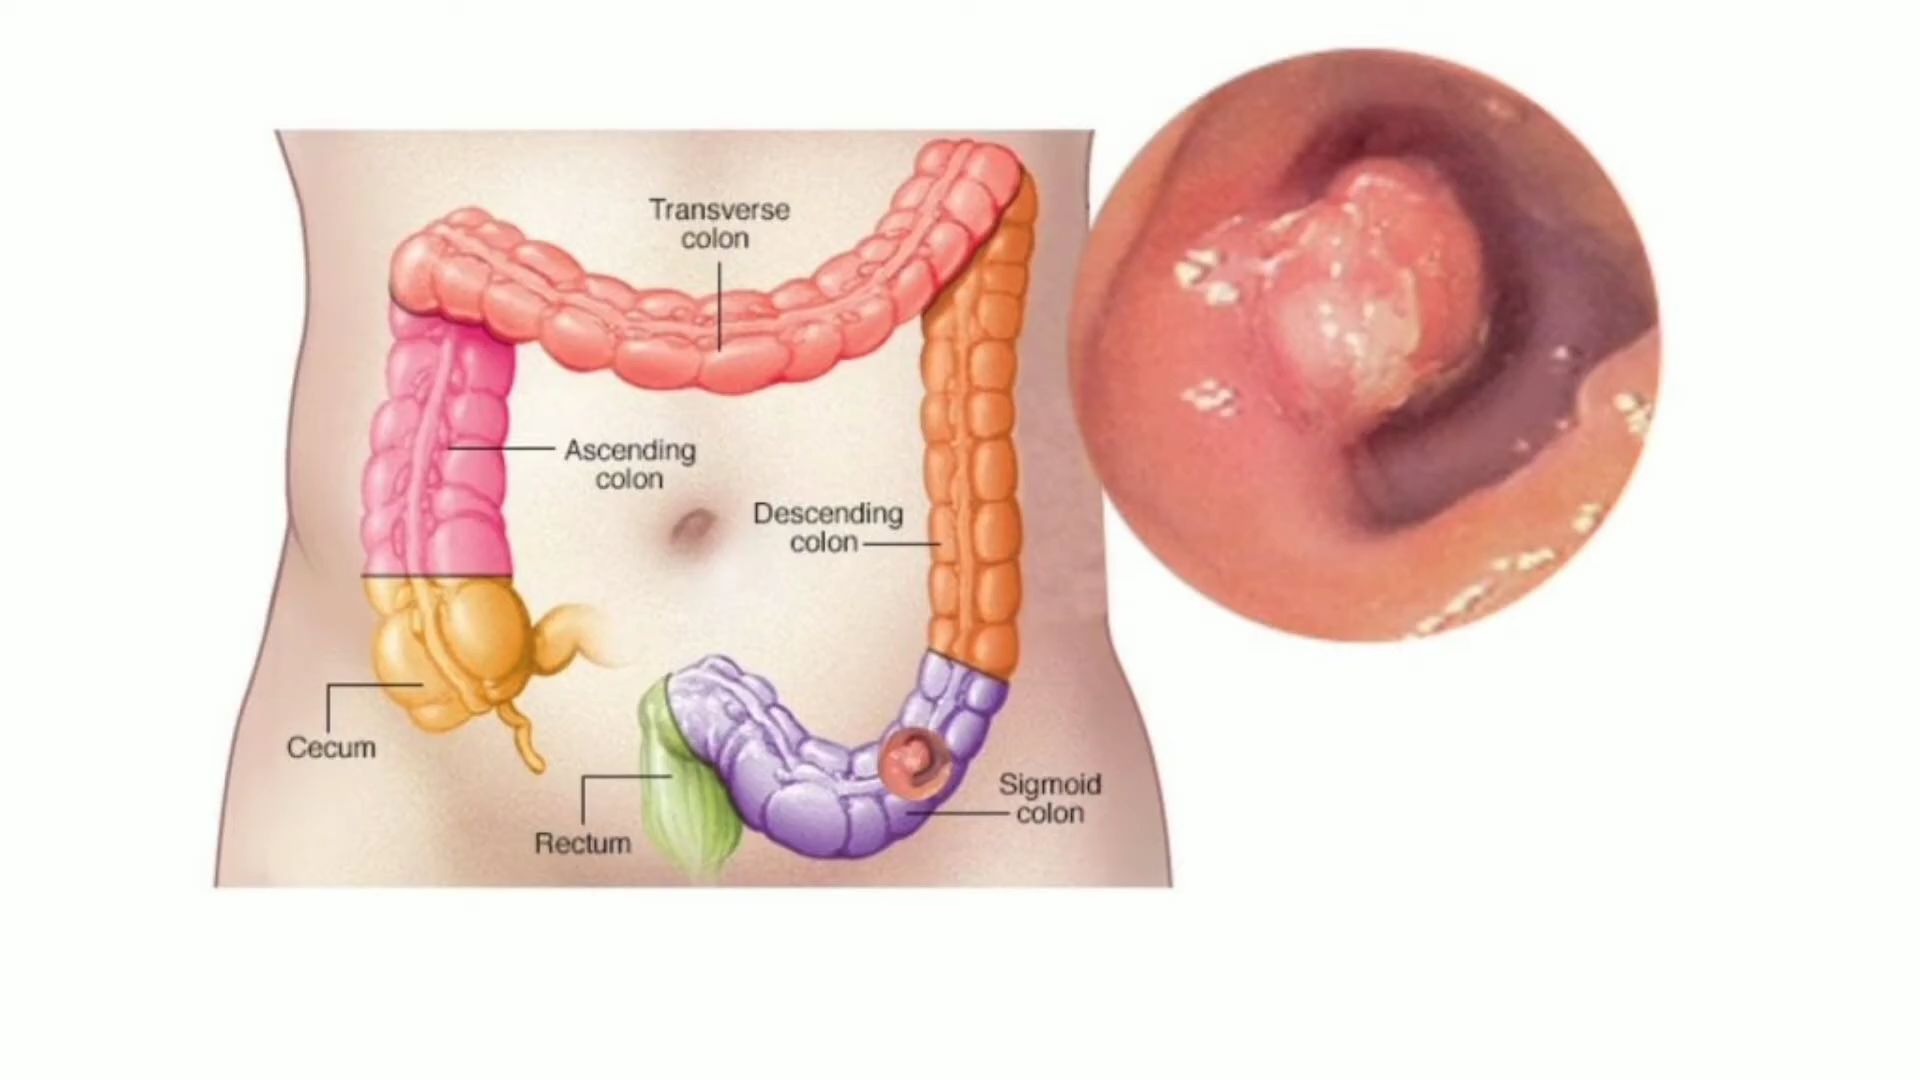 Transverse
colon
Ascending
colon
Descending
colon
Cecum
Rectum
Sigmoid
colon